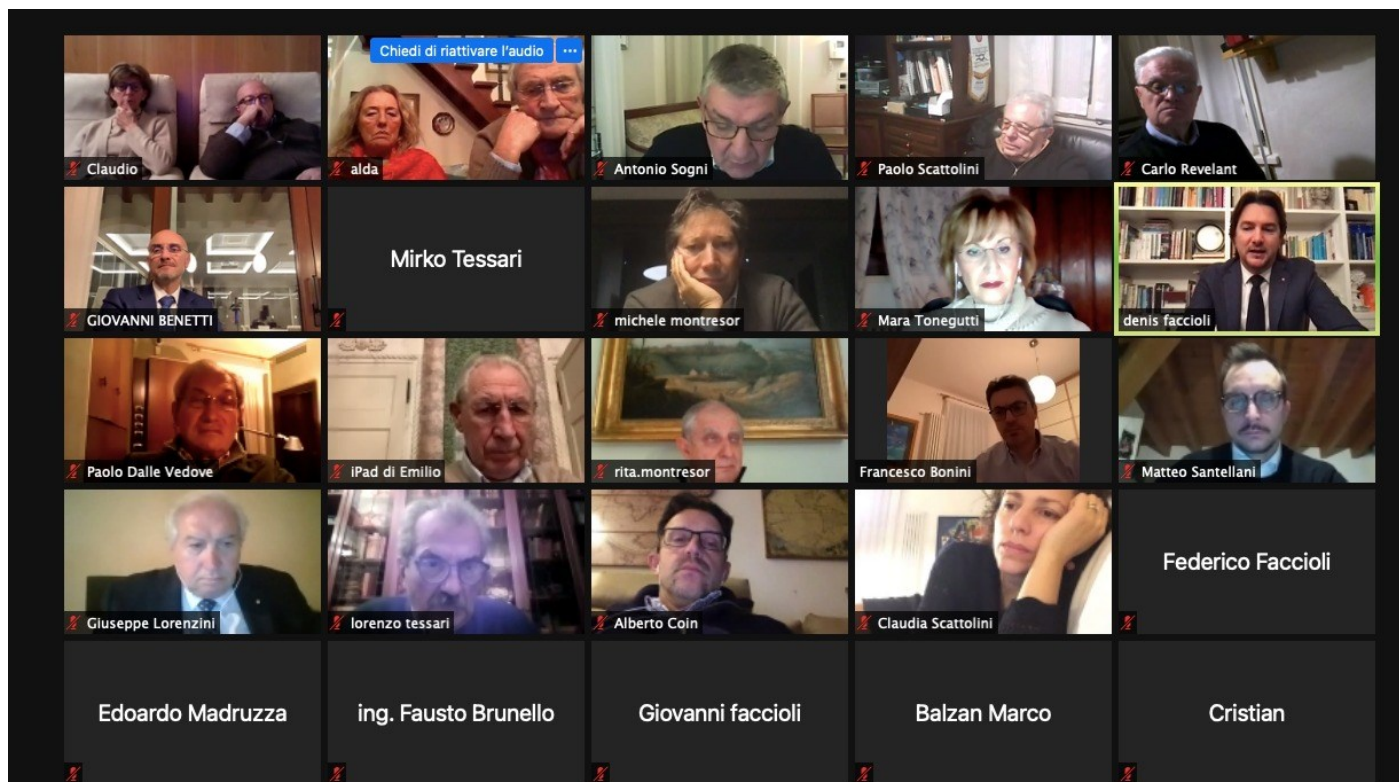 Chiedi di riattivare l'audio ...
Claudio
alda
Antonio Sogni
Paolo Scattolini
Carlo Revelant
GIOVANNI BENETTI
Mirko Tessari
michele montresor
Mara Tonegutti
denis faccioli
Paolo Dalle Vedove
iPad di Emilio
rita.montresor
Francesco Bonini
Matteo Santellani
Giuseppe Lorenzini
lorenzo tessari
Alberto Coin
Claudia Scattolini
Federico Faccioli
Edoardo Madruzza
ing. Fausto Brunello
Giovanni faccioli
Balzan Marco
Cristian